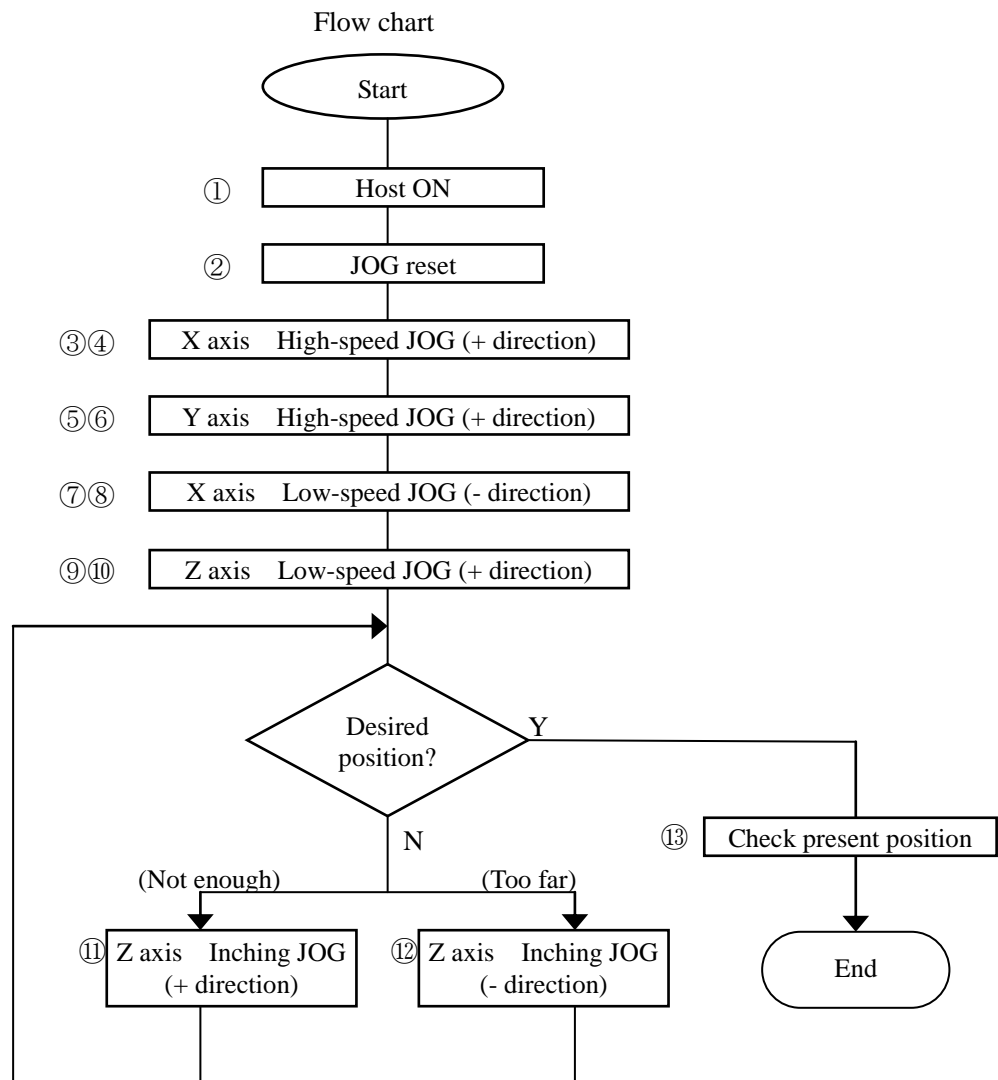 Flow chart
Start
① Host ON
② JOG reset
③④ X axis High-speed JOG (+ direction)
⑤⑥ Y axis High-speed JOG (+ direction)
⑦⑧ X axis Low-speed JOG (- direction)
⑨⑩ Z axis Low-speed JOG (+ direction)
Desired
position?
Y
N
⑬ Check present position
(Not enough) (Too far)
⑪ Z axis Inching JOG
(+ direction)
⑫ Z axis Inching JOG
(- direction)
End